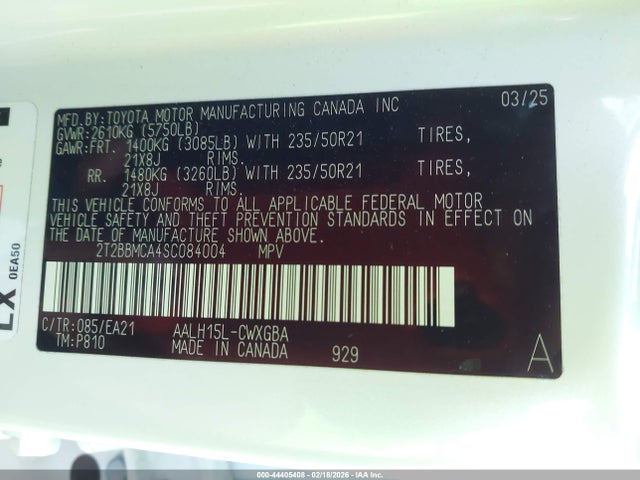 MFD.BY:TOYOTA MOTOR MANUFACTURING CANADA INC 03/25
GVWR:2610KG (5750LB)
GAWR:FRT. 1400KG (3085LB) WITH 235/50R21 TIRES,
21X8J RIMS.
RR. 1480KG (3260LB) WITH 235/50R21 TIRES,
21X8J RIMS.
THIS VEHICLE CONFORMS TO ALL APPLICABLE FEDERAL MOTOR
VEHICLE SAFETY AND THEFT PREVENTION STANDARDS IN EFFECT ON
THE DATE OF MANUFACTURE SHOWN ABOVE.
2T2BBMCA4SC084004 MPV
C/TR:085/EA21 AALH15L-CWXGBA
TM:P810 MADE IN CANADA 929 A
0EA50
000-44405408 - 02/18/2026 - IAA Inc.